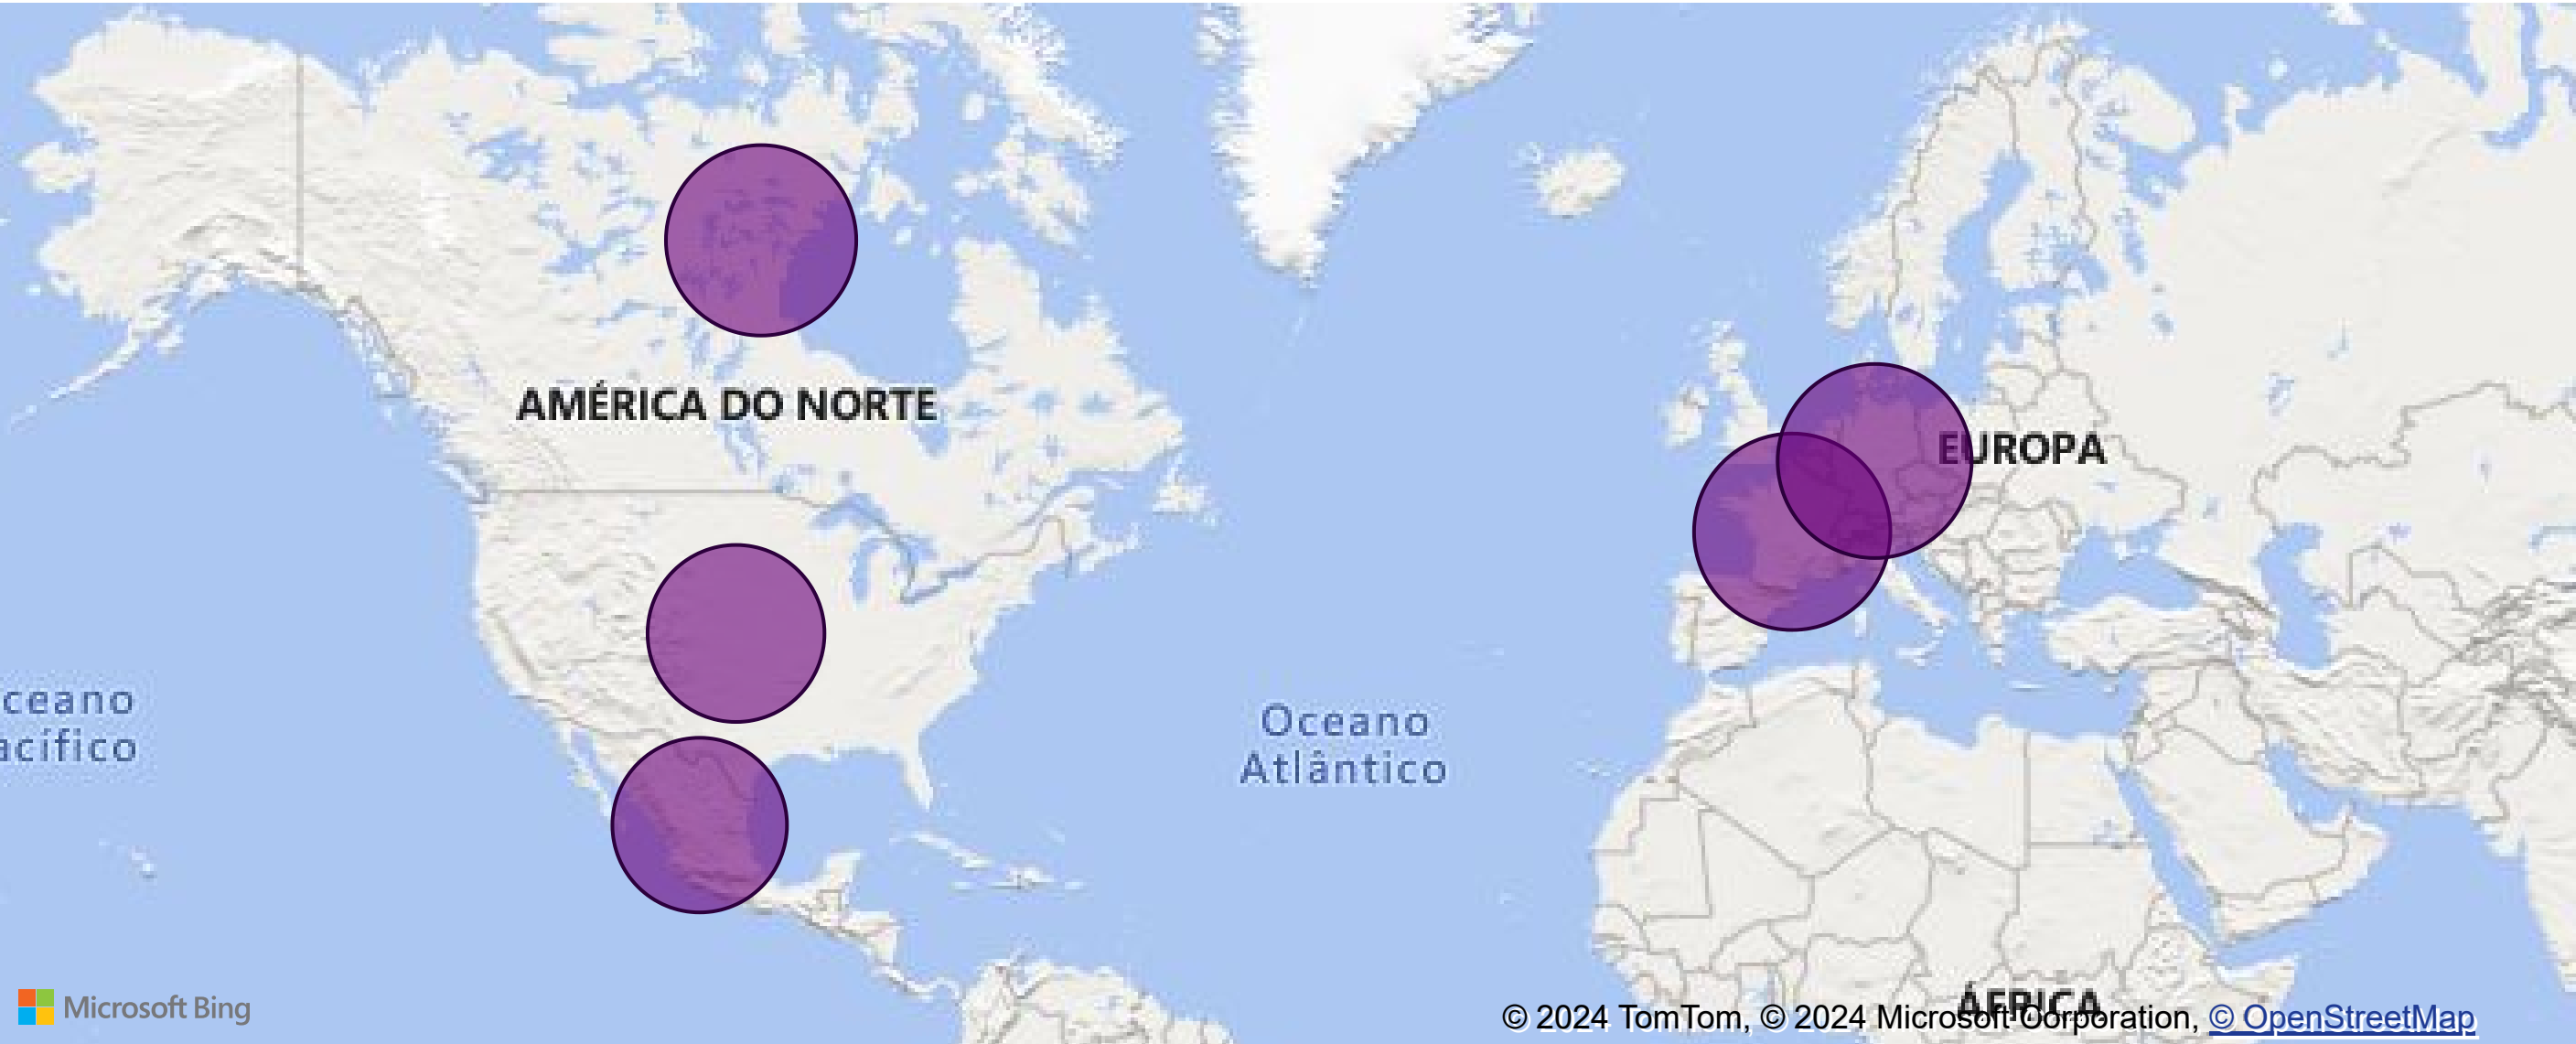 AMÉRICA DO NORTE
EUROPA
ceano
acífico
Oceano
Atlântico
ÁFRICA
Microsoft Bing
© 2024 TomTom, © 2024 Microsoft Corporation, © OpenStreetMap